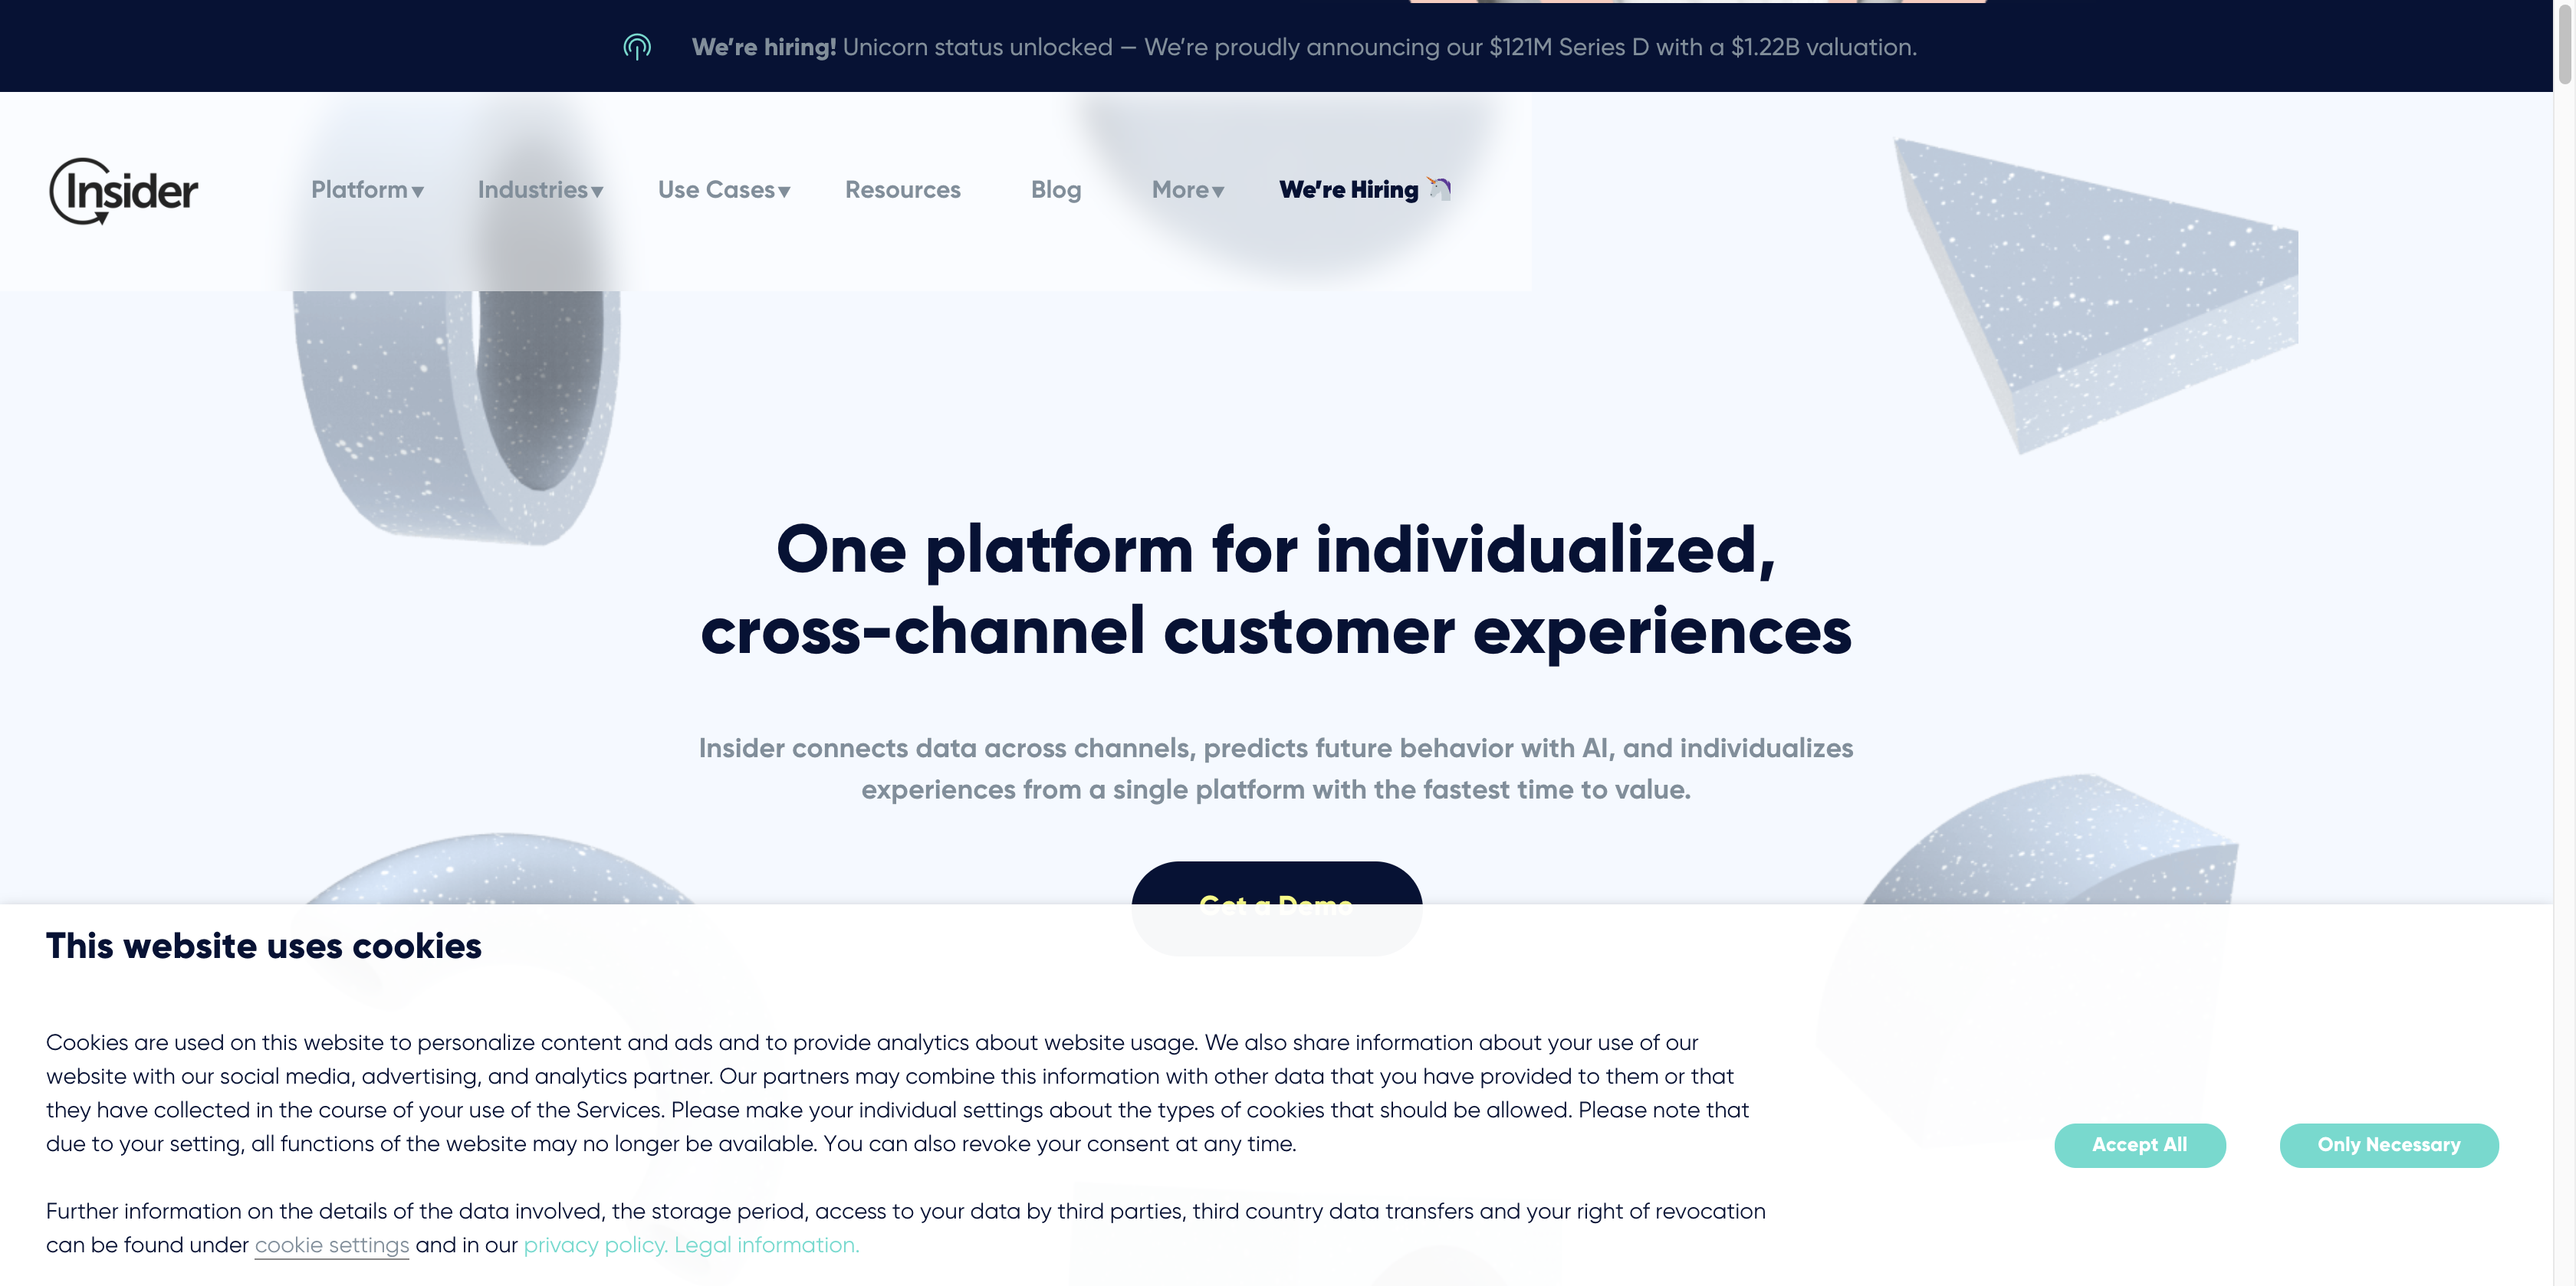 We're hiring! Unicorn status unlocked — We're proudly announcing our $121M Series D with a $1.22B valuation.
Insider
Platform▼ Industries▼ Use Cases▼ Resources Blog More▼ We're Hiring 🦄
One platform for individualized,
cross-channel customer experiences
Insider connects data across channels, predicts future behavior with AI, and individualizes
experiences from a single platform with the fastest time to value.
Get a Demo
This website uses cookies
Cookies are used on this website to personalize content and ads and to provide analytics about website usage. We also share information about your use of our
website with our social media, advertising, and analytics partner. Our partners may combine this information with other data that you have provided to them or that
they have collected in the course of your use of the Services. Please make your individual settings about the types of cookies that should be allowed. Please note that
due to your setting, all functions of the website may no longer be available. You can also revoke your consent at any time.
Accept All Only Necessary
Further information on the details of the data involved, the storage period, access to your data by third parties, third country data transfers and your right of revocation
can be found under cookie settings and in our privacy policy. Legal information.